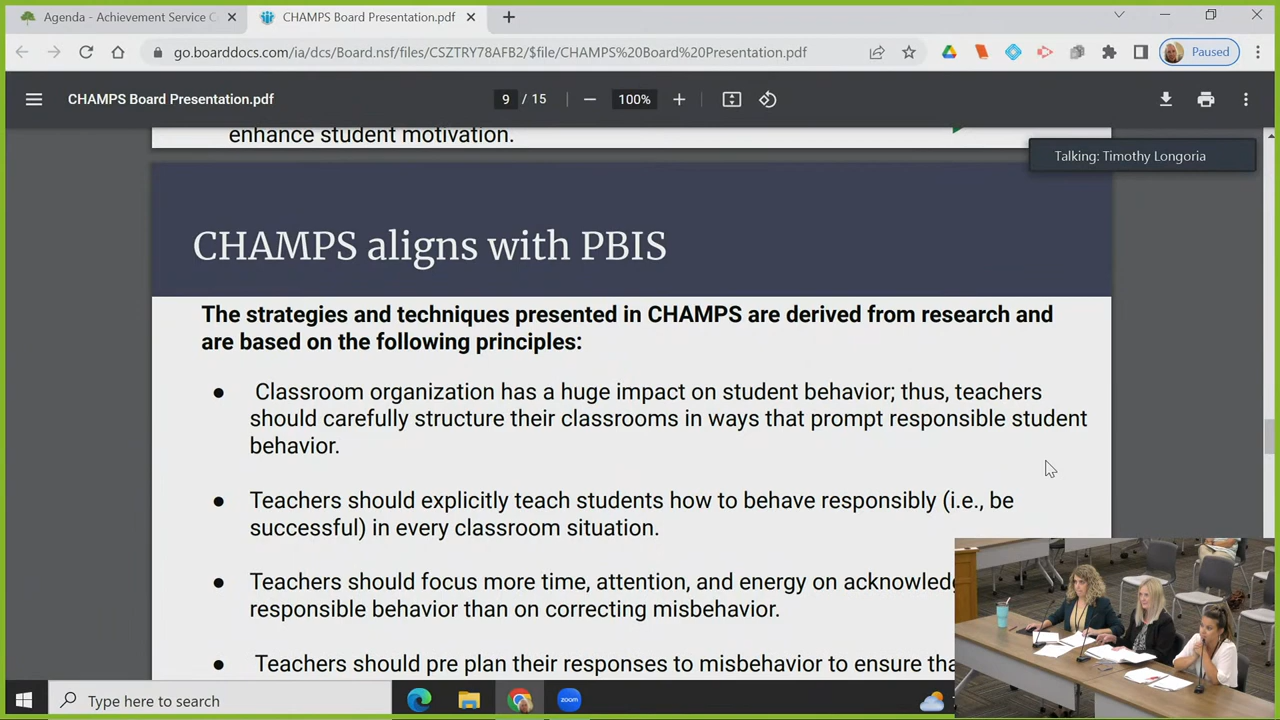 Agenda - Achievement Service C
CHAMPS Board Presentation.pdf
go.boarddocs.com/ia/dcs/Board.nsf/files/CSZTRY78AFB2/$file/CHAMPS%20Board%20Presentation.pdf
Paused
CHAMPS Board Presentation.pdf
9 / 15
100%
enhance student motivation.
Talking: Timothy Longoria
CHAMPS aligns with PBIS
The strategies and techniques presented in CHAMPS are derived from research and
are based on the following principles:
● Classroom organization has a huge impact on student behavior; thus, teachers
should carefully structure their classrooms in ways that prompt responsible student
behavior.
● Teachers should explicitly teach students how to behave responsibly (i.e., be
successful) in every classroom situation.
● Teachers should focus more time, attention, and energy on acknowledg
responsible behavior than on correcting misbehavior.
● Teachers should pre plan their responses to misbehavior to ensure tha
Type here to search
zoom